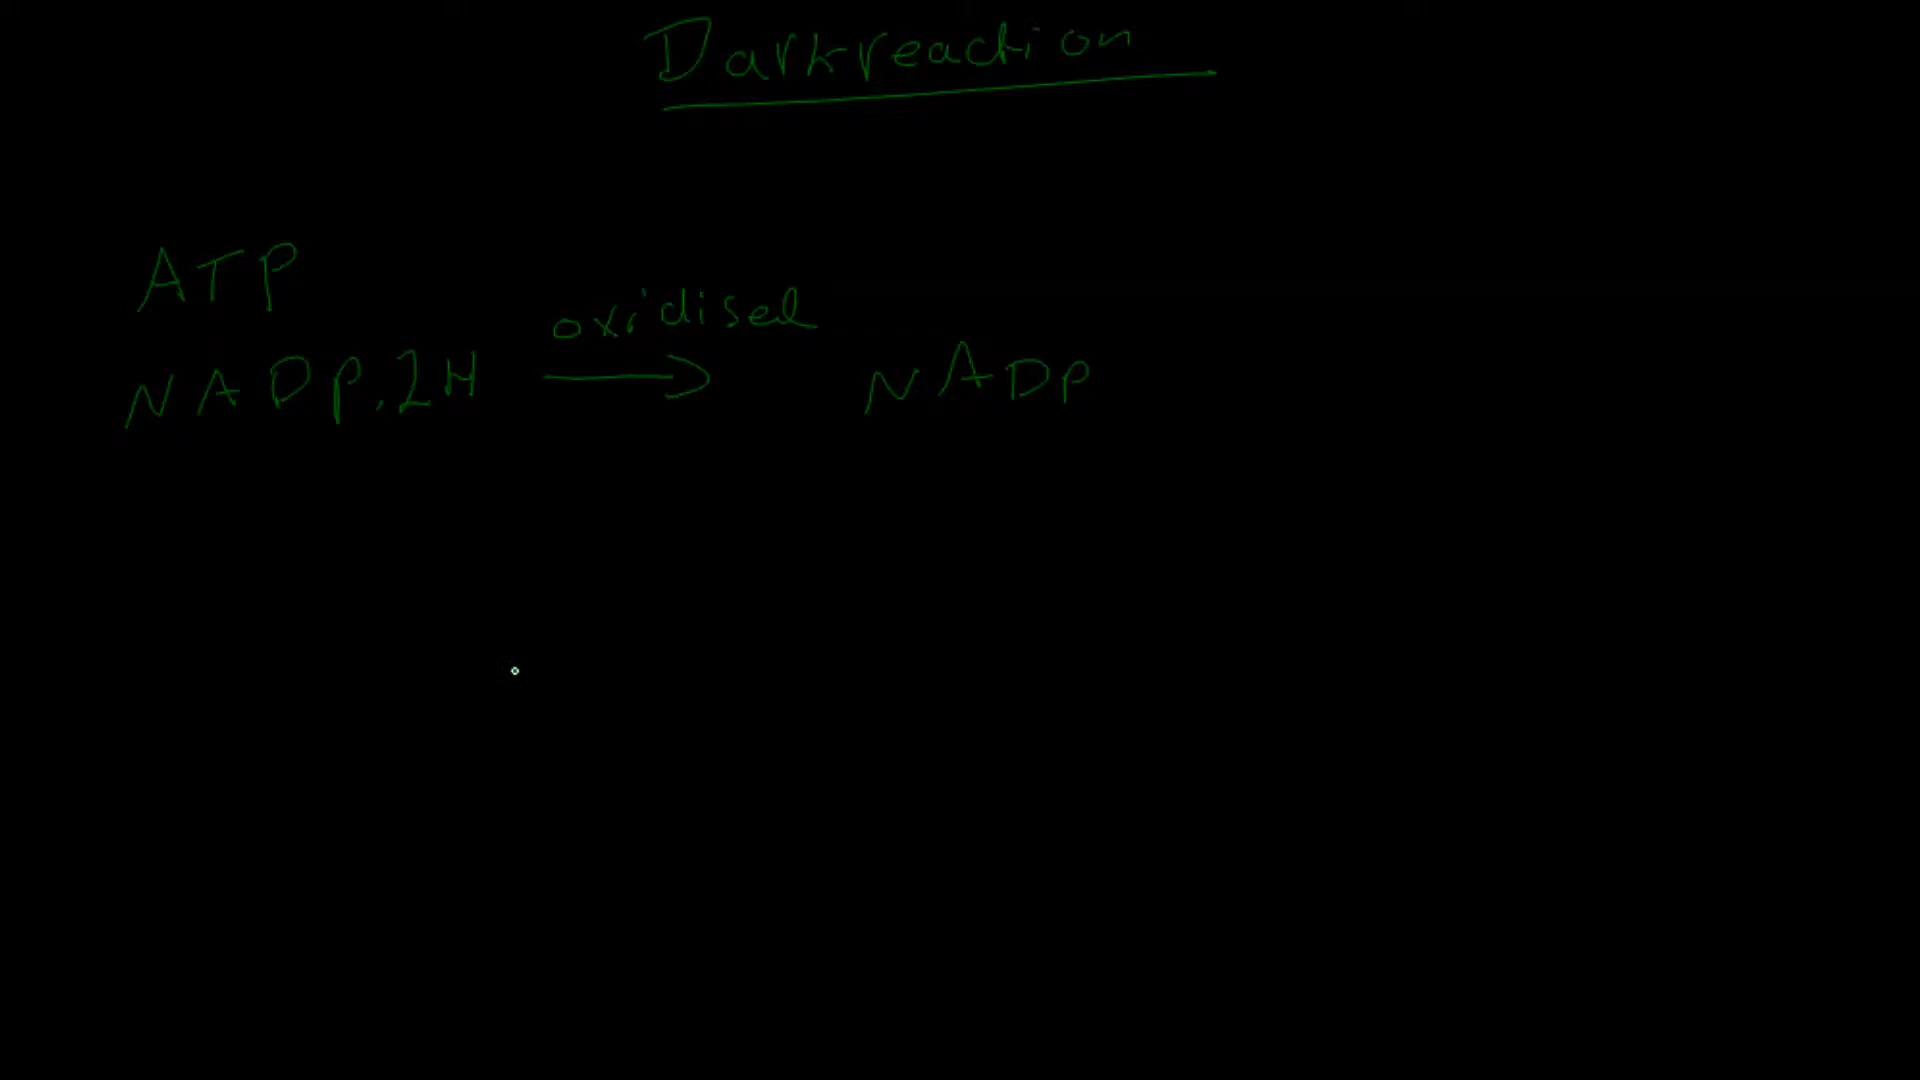 Darkreaction
ATP
oxidised
NADP.2H → NADP